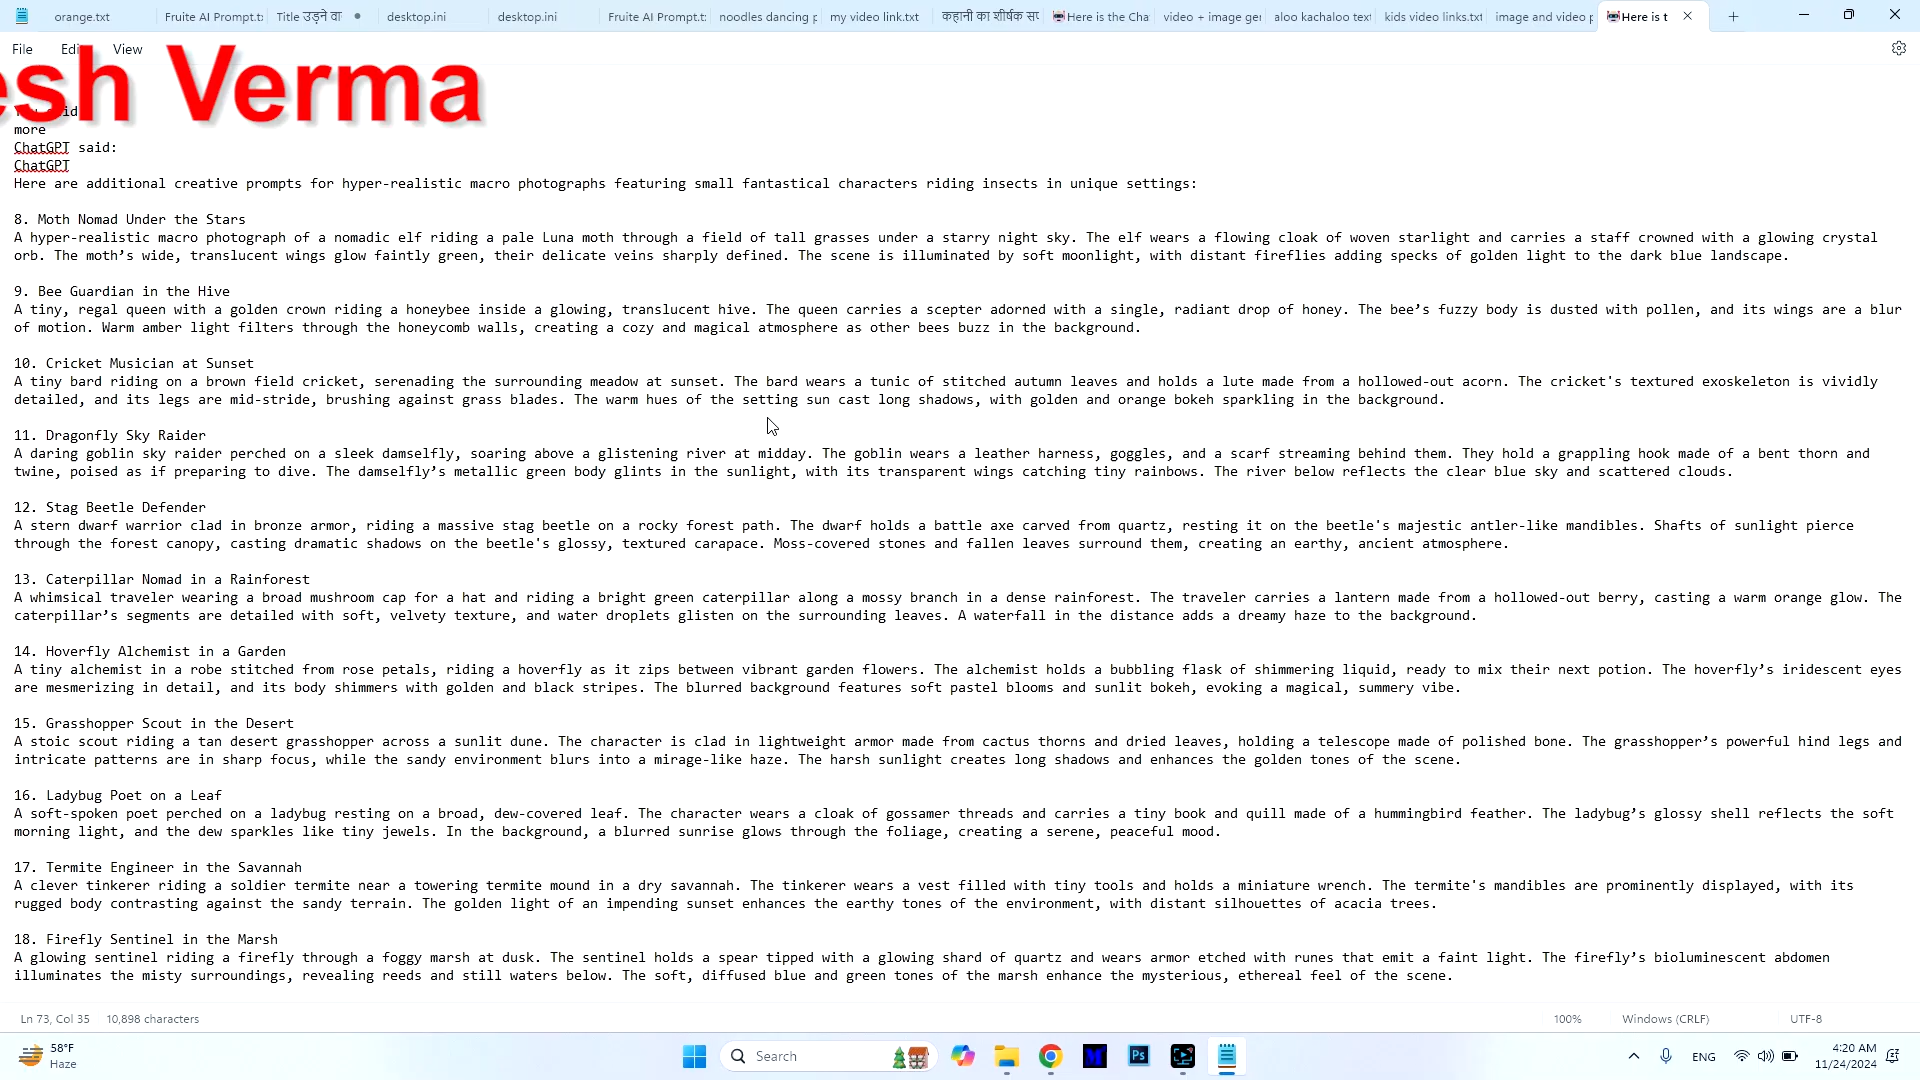 orange.txt Fruite AI Prompt.t: Title उड़ने वा desktop.ini desktop.ini Fruite AI Prompt.t: noodles dancing p my video link.txt कहानी का शीर्षक स Here is the Cha video + image ger aloo kachaloo tex kids video links.txt image and video p Here is t
File Edi View
esh Verma
more
ChatGPT said:
ChatGPT
Here are additional creative prompts for hyper-realistic macro photographs featuring small fantastical characters riding insects in unique settings:
8. Moth Nomad Under the Stars
A hyper-realistic macro photograph of a nomadic elf riding a pale Luna moth through a field of tall grasses under a starry night sky. The elf wears a flowing cloak of woven starlight and carries a staff crowned with a glowing crystal
orb. The moth’s wide, translucent wings glow faintly green, their delicate veins sharply defined. The scene is illuminated by soft moonlight, with distant fireflies adding specks of golden light to the dark blue landscape.
9. Bee Guardian in the Hive
A tiny, regal queen with a golden crown riding a honeybee inside a glowing, translucent hive. The queen carries a scepter adorned with a single, radiant drop of honey. The bee’s fuzzy body is dusted with pollen, and its wings are a blur
of motion. Warm amber light filters through the honeycomb walls, creating a cozy and magical atmosphere as other bees buzz in the background.
10. Cricket Musician at Sunset
A tiny bard riding on a brown field cricket, serenading the surrounding meadow at sunset. The bard wears a tunic of stitched autumn leaves and holds a lute made from a hollowed-out acorn. The cricket's textured exoskeleton is vividly
detailed, and its legs are mid-stride, brushing against grass blades. The warm hues of the setting sun cast long shadows, with golden and orange bokeh sparkling in the background.
11. Dragonfly Sky Raider
A daring goblin sky raider perched on a sleek damselfly, soaring above a glistening river at midday. The goblin wears a leather harness, goggles, and a scarf streaming behind them. They hold a grappling hook made of a bent thorn and
twine, poised as if preparing to dive. The damselfly’s metallic green body glints in the sunlight, with its transparent wings catching tiny rainbows. The river below reflects the clear blue sky and scattered clouds.
12. Stag Beetle Defender
A stern dwarf warrior clad in bronze armor, riding a massive stag beetle on a rocky forest path. The dwarf holds a battle axe carved from quartz, resting it on the beetle's majestic antler-like mandibles. Shafts of sunlight pierce
through the forest canopy, casting dramatic shadows on the beetle's glossy, textured carapace. Moss-covered stones and fallen leaves surround them, creating an earthy, ancient atmosphere.
13. Caterpillar Nomad in a Rainforest
A whimsical traveler wearing a broad mushroom cap for a hat and riding a bright green caterpillar along a mossy branch in a dense rainforest. The traveler carries a lantern made from a hollowed-out berry, casting a warm orange glow. The
caterpillar’s segments are detailed with soft, velvety texture, and water droplets glisten on the surrounding leaves. A waterfall in the distance adds a dreamy haze to the background.
14. Hoverfly Alchemist in a Garden
A tiny alchemist in a robe stitched from rose petals, riding a hoverfly as it zips between vibrant garden flowers. The alchemist holds a bubbling flask of shimmering liquid, ready to mix their next potion. The hoverfly’s iridescent eyes
are mesmerizing in detail, and its body shimmers with golden and black stripes. The blurred background features soft pastel blooms and sunlit bokeh, evoking a magical, summery vibe.
15. Grasshopper Scout in the Desert
A stoic scout riding a tan desert grasshopper across a sunlit dune. The character is clad in lightweight armor made from cactus thorns and dried leaves, holding a telescope made of polished bone. The grasshopper’s powerful hind legs and
intricate patterns are in sharp focus, while the sandy environment blurs into a mirage-like haze. The harsh sunlight creates long shadows and enhances the golden tones of the scene.
16. Ladybug Poet on a Leaf
A soft-spoken poet perched on a ladybug resting on a broad, dew-covered leaf. The character wears a cloak of gossamer threads and carries a tiny book and quill made of a hummingbird feather. The ladybug’s glossy shell reflects the soft
morning light, and the dew sparkles like tiny jewels. In the background, a blurred sunrise glows through the foliage, creating a serene, peaceful mood.
17. Termite Engineer in the Savannah
A clever tinkerer riding a soldier termite near a towering termite mound in a dry savannah. The tinkerer wears a vest filled with tiny tools and holds a miniature wrench. The termite's mandibles are prominently displayed, with its
rugged body contrasting against the sandy terrain. The golden light of an impending sunset enhances the earthy tones of the environment, with distant silhouettes of acacia trees.
18. Firefly Sentinel in the Marsh
A glowing sentinel riding a firefly through a foggy marsh at dusk. The sentinel holds a spear tipped with a glowing shard of quartz and wears armor etched with runes that emit a faint light. The firefly’s bioluminescent abdomen
illuminates the misty surroundings, revealing reeds and still waters below. The soft, diffused blue and green tones of the marsh enhance the mysterious, ethereal feel of the scene.
Ln 73, Col 35 10,898 characters 100% Windows (CRLF) UTF-8
58°F
Haze
Search
Ps
ENG
4:20 AM
11/24/2024